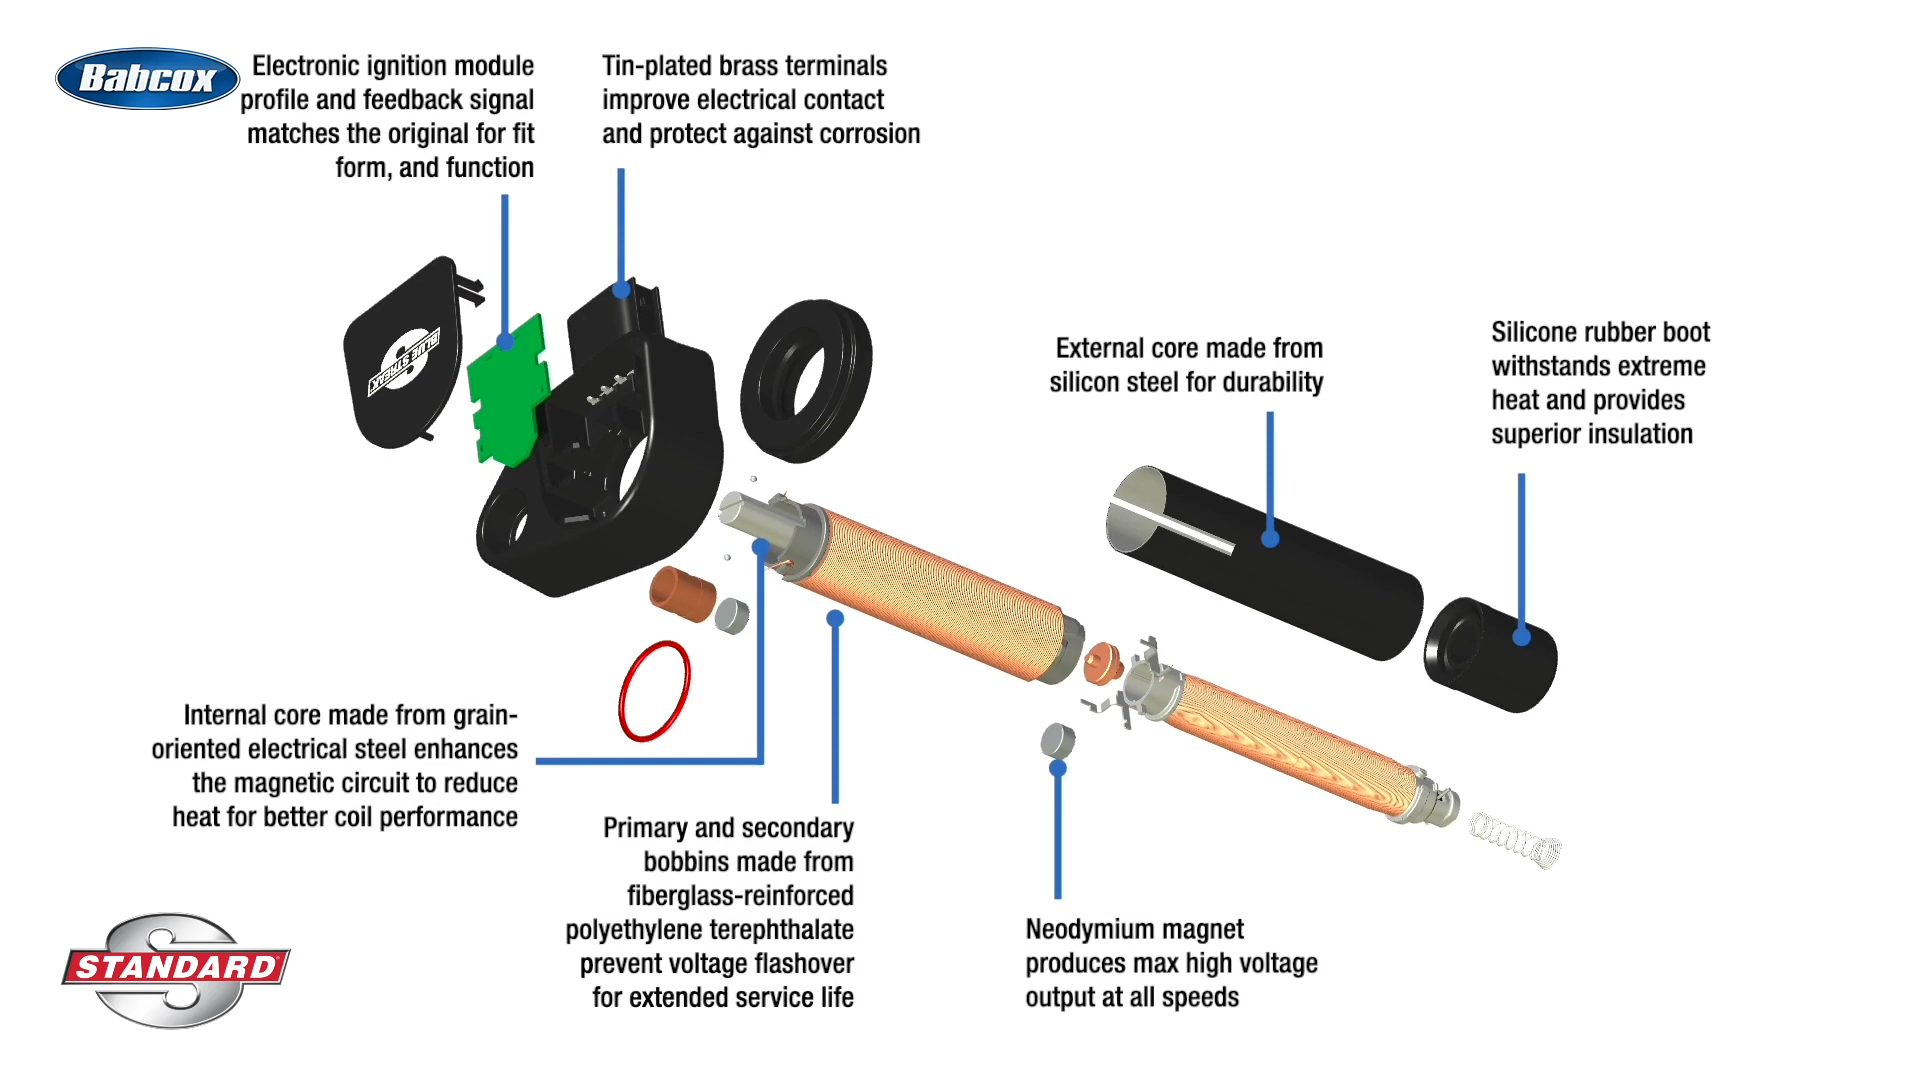 Babcox
Electronic ignition module
profile and feedback signal
matches the original for fit
form, and function
Tin-plated brass terminals
improve electrical contact
and protect against corrosion
BLUE STREAK
External core made from
silicon steel for durability
Silicone rubber boot
withstands extreme
heat and provides
superior insulation
Internal core made from grain-
oriented electrical steel enhances
the magnetic circuit to reduce
heat for better coil performance
Primary and secondary
bobbins made from
fiberglass-reinforced
polyethylene terephthalate
prevent voltage flashover
for extended service life
Neodymium magnet
produces max high voltage
output at all speeds
STANDARD